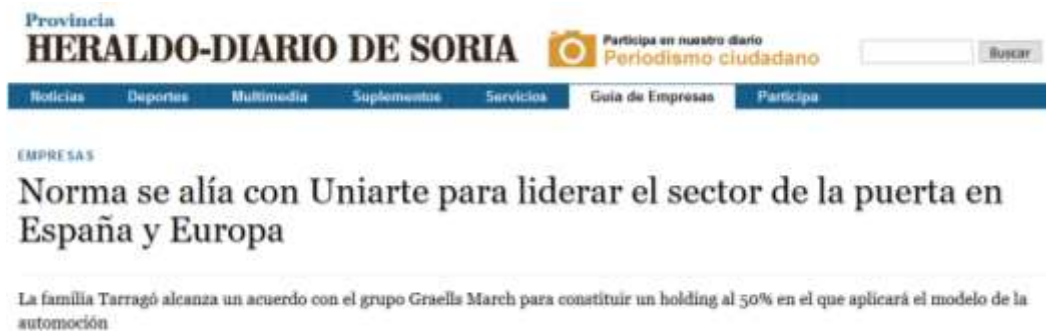 Provincia
HERALDO-DIARIO DE SORIA
Participa en nuestro diario
Periodismo ciudadano
Buscar
Noticias Deportes Multimedia Suplementos Servicios Guía de Empresas Participa
EMPRESAS
Norma se alía con Uniarte para liderar el sector de la puerta en
España y Europa
La familia Tarragó alcanza un acuerdo con el grupo Graells March para constituir un holding al 50% en el que aplicará el modelo de la
automoción